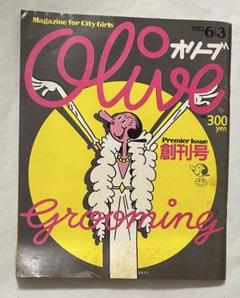 Magazine for City Girls
1982 6/3
Olive
オリーブ
300
yen
Premier Issue
創刊号
Grooming